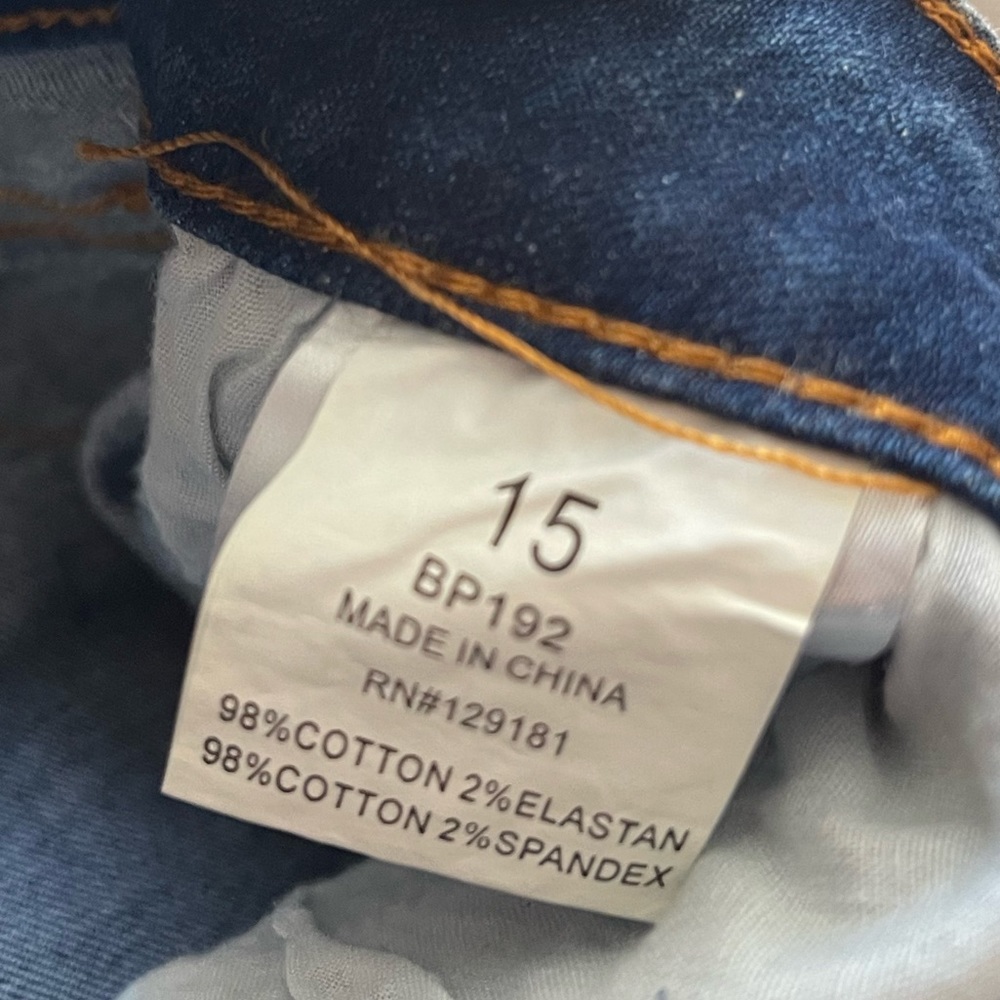 15
BP192
MADE IN CHINA
RN#129181
98%COTTON 2%ELASTAN
98%COTTON 2%SPANDEX